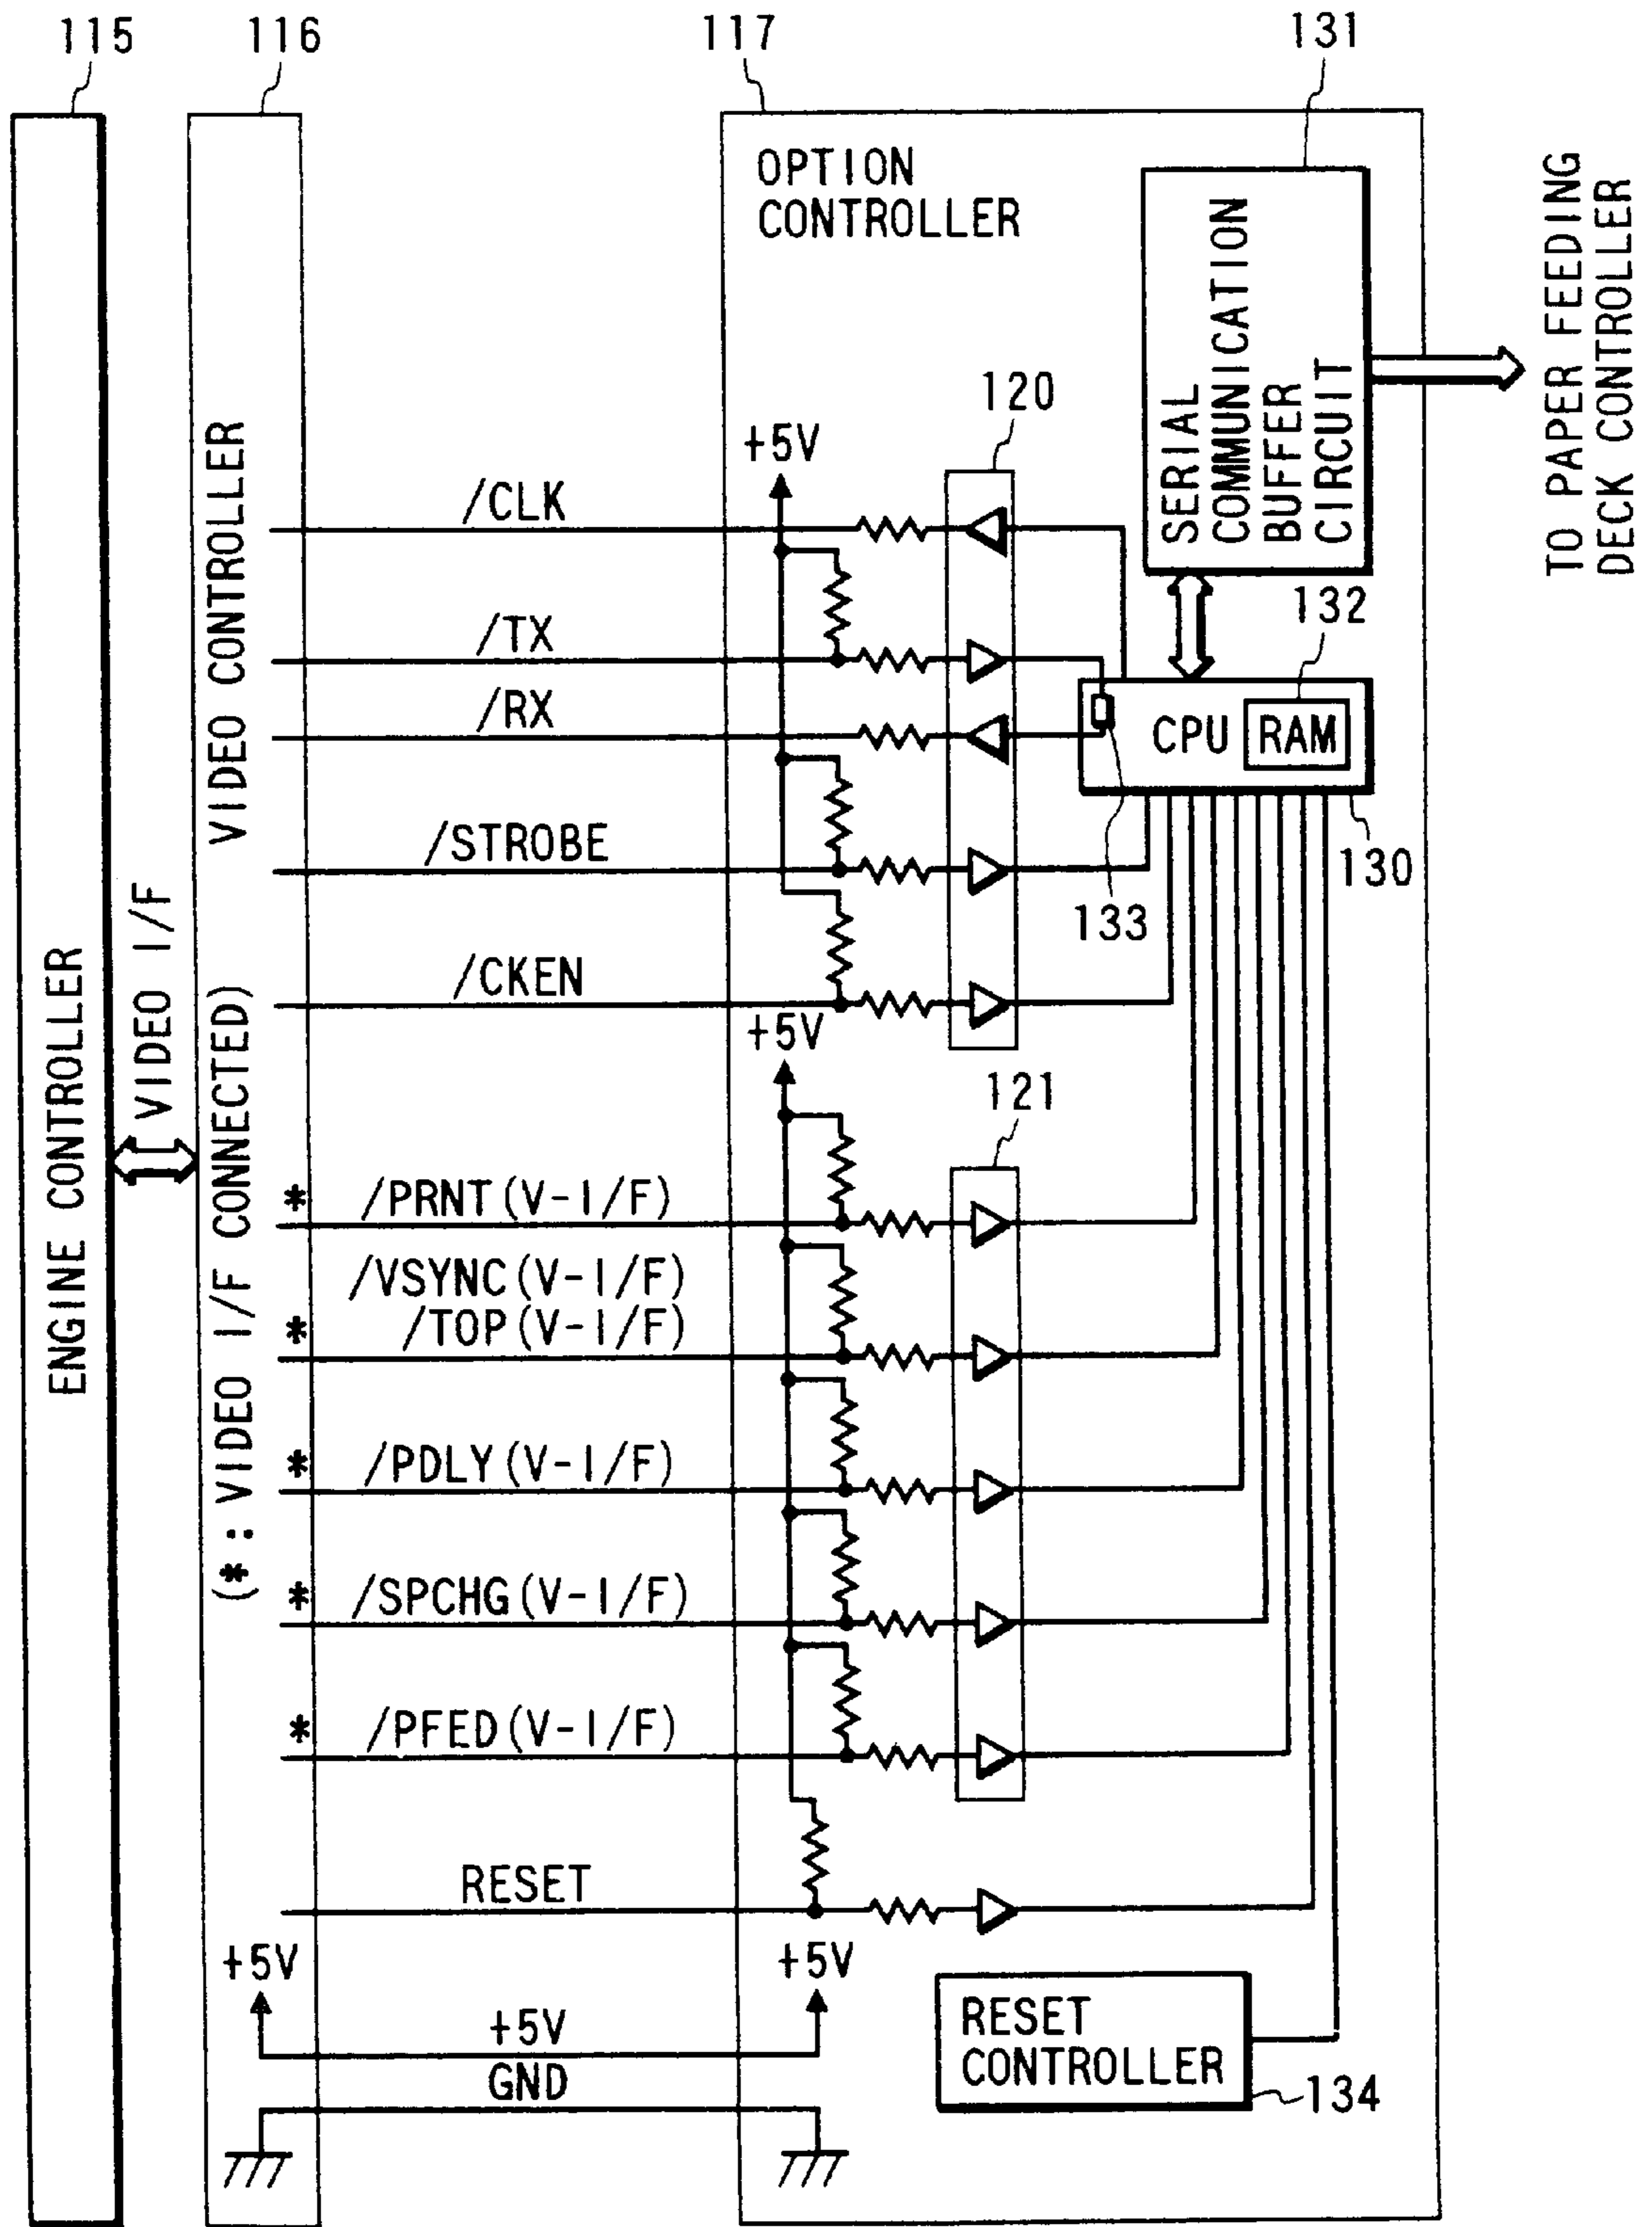 115
116
117
131
OPTION
CONTROLLER
SERIAL
COMMUNICATION
BUFFER
CIRCUIT
TO PAPER FEEDING
DECK CONTROLLER
120
+5V
/CLK
/TX
132
/RX
CPU
RAM
/STROBE
130
133
/CKEN
+5V
121
ENGINE CONTROLLER
VIDEO I/F
VIDEO CONTROLLER
(*: VIDEO I/F CONNECTED)
* /PRNT(V-I/F)
/VSYNC(V-I/F)
* /TOP(V-I/F)
* /PDLY(V-I/F)
* /SPCHG(V-I/F)
* /PFED(V-I/F)
RESET
+5V
+5V
+5V
GND
RESET
CONTROLLER
134